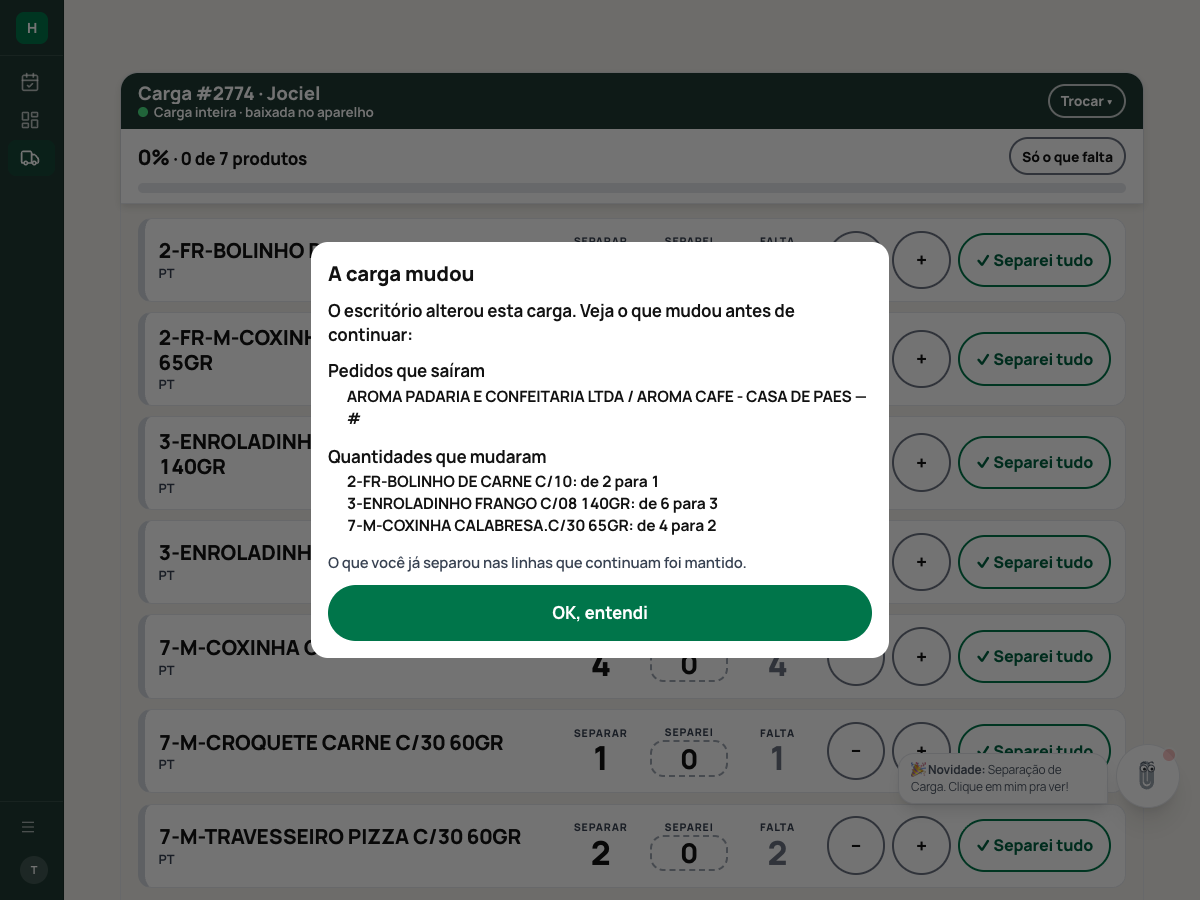 H
Carga #2774 · Jociel
Carga inteira · baixada no aparelho
Trocar ▾
0% · 0 de 7 produtos
Só o que falta
2-FR-BOLINHO
PT
SEPARAR SEPAREI FALTA
+
✓ Separei tudo
2-FR-M-COXINH
65GR
PT
+
✓ Separei tudo
3-ENROLADINH
140GR
PT
+
✓ Separei tudo
3-ENROLADINH
PT
+
✓ Separei tudo
7-M-COXINHA C
PT
4 0 4
+
✓ Separei tudo
A carga mudou
O escritório alterou esta carga. Veja o que mudou antes de
continuar:
Pedidos que saíram
AROMA PADARIA E CONFEITARIA LTDA / AROMA CAFE - CASA DE PAES —
#
Quantidades que mudaram
2-FR-BOLINHO DE CARNE C/10: de 2 para 1
3-ENROLADINHO FRANGO C/08 140GR: de 6 para 3
7-M-COXINHA CALABRESA.C/30 65GR: de 4 para 2
O que você já separou nas linhas que continuam foi mantido.
OK, entendi
7-M-CROQUETE CARNE C/30 60GR
PT
SEPARAR SEPAREI FALTA
1 0 1
− +
✓ Separei tudo
🎉 Novidade: Separação de
Carga. Clique em mim pra ver!
7-M-TRAVESSEIRO PIZZA C/30 60GR
PT
SEPARAR SEPAREI FALTA
2 0 2
− +
✓ Separei tudo
T